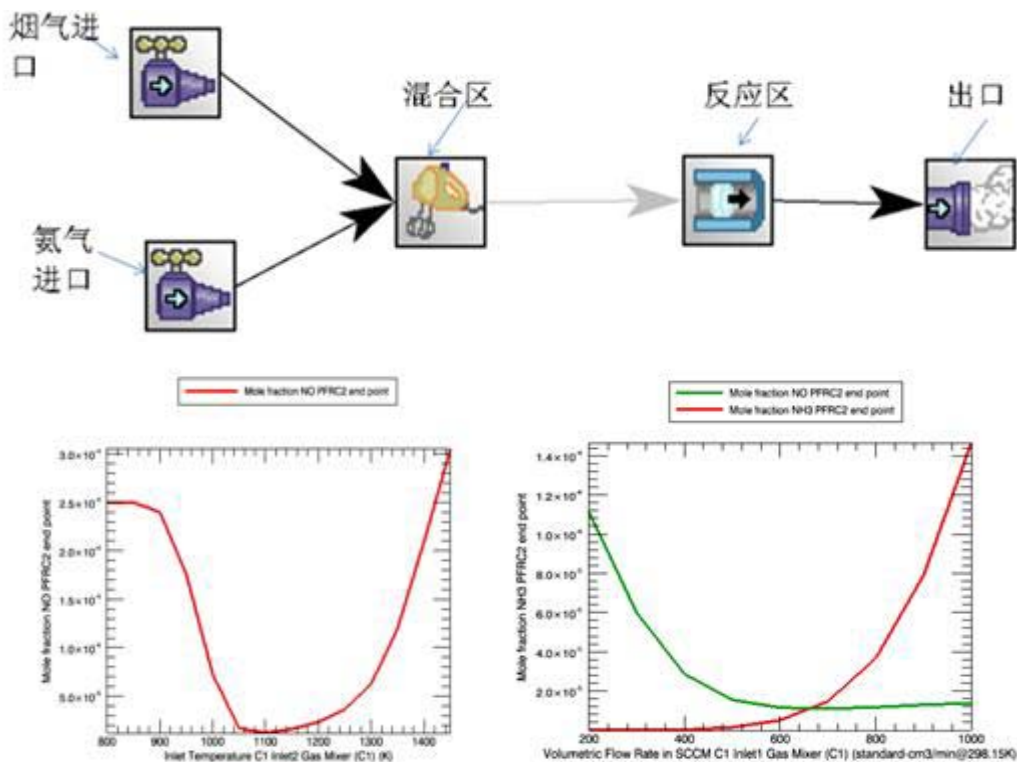 烟气进
口
混合区
反应区
出口
氨气
进口
Mole fraction NO PFRC2 end point
Mole fraction NO PFRC2 end point
800 900 1000 1100 1200 1300 1400
Inlet Temperature C1 Inlet2 Gas Mixer (C1) (K)
Mole fraction NO PFRC2 end point
Mole fraction NH3 PFRC2 end point
Mole fraction NH3 PFRC2 end point
200 400 600 800 1000
Volumetric Flow Rate in SCCM C1 Inlet1 Gas Mixer (C1) (standard-cm3/min@298.15K)